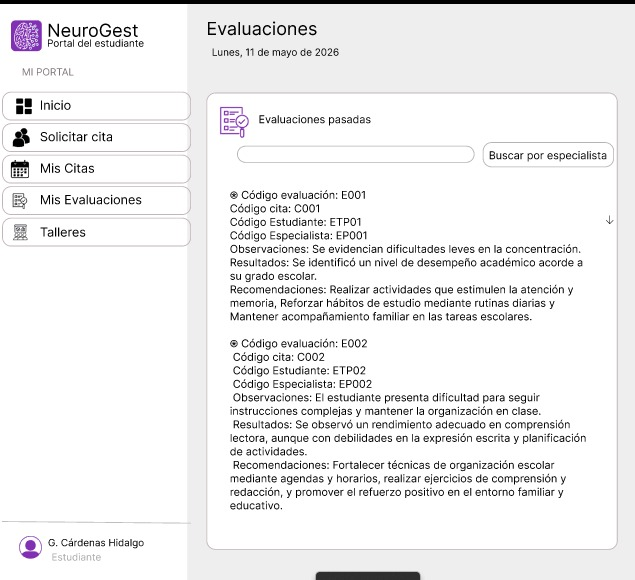 NeuroGest
Portal del estudiante
MI PORTAL
Inicio
Solicitar cita
Mis Citas
Mis Evaluaciones
Talleres
G. Cárdenas Hidalgo
Estudiante
Evaluaciones
Lunes, 11 de mayo de 2026
Evaluaciones pasadas
Buscar por especialista
Código evaluación: E001
Código cita: C001
Código Estudiante: ETP01
Código Especialista: EP001
Observaciones: Se evidencian dificultades leves en la concentración.
Resultados: Se identificó un nivel de desempeño académico acorde a
su grado escolar.
Recomendaciones: Realizar actividades que estimulen la atención y
memoria, Reforzar hábitos de estudio mediante rutinas diarias y
Mantener acompañamiento familiar en las tareas escolares.
Código evaluación: E002
Código cita: C002
Código Estudiante: ETP02
Código Especialista: EP002
Observaciones: El estudiante presenta dificultad para seguir
instrucciones complejas y mantener la organización en clase.
Resultados: Se observó un rendimiento adecuado en comprensión
lectora, aunque con debilidades en la expresión escrita y planificación
de actividades.
Recomendaciones: Fortalecer técnicas de organización escolar
mediante agendas y horarios, realizar ejercicios de comprensión y
redacción, y promover el refuerzo positivo en el entorno familiar y
educativo.